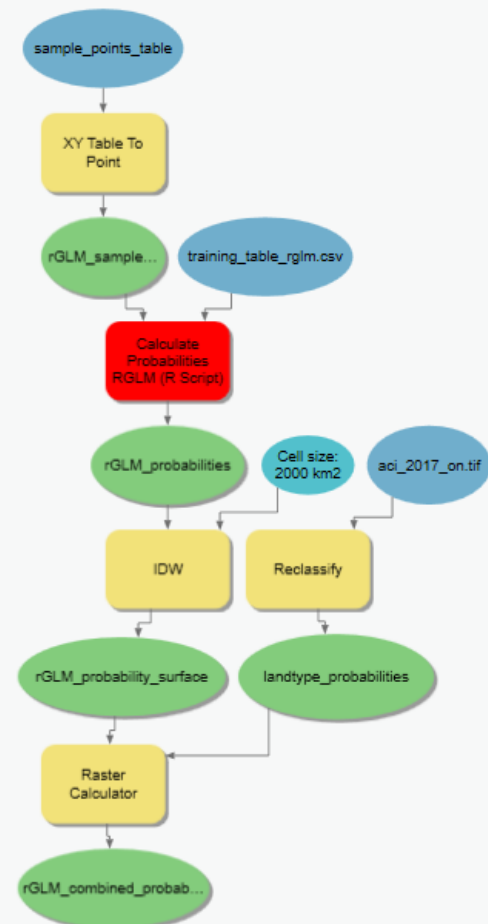 sample_points_table
XY Table To
Point
rGLM_sample...
training_table_rglm.csv
Calculate
Probabilities
RGLM (R Script)
rGLM_probabilities
Cell size:
2000 km2
aci_2017_on.tif
IDW
Reclassify
rGLM_probability_surface
landtype_probabilities
Raster
Calculator
rGLM_combined_probab...